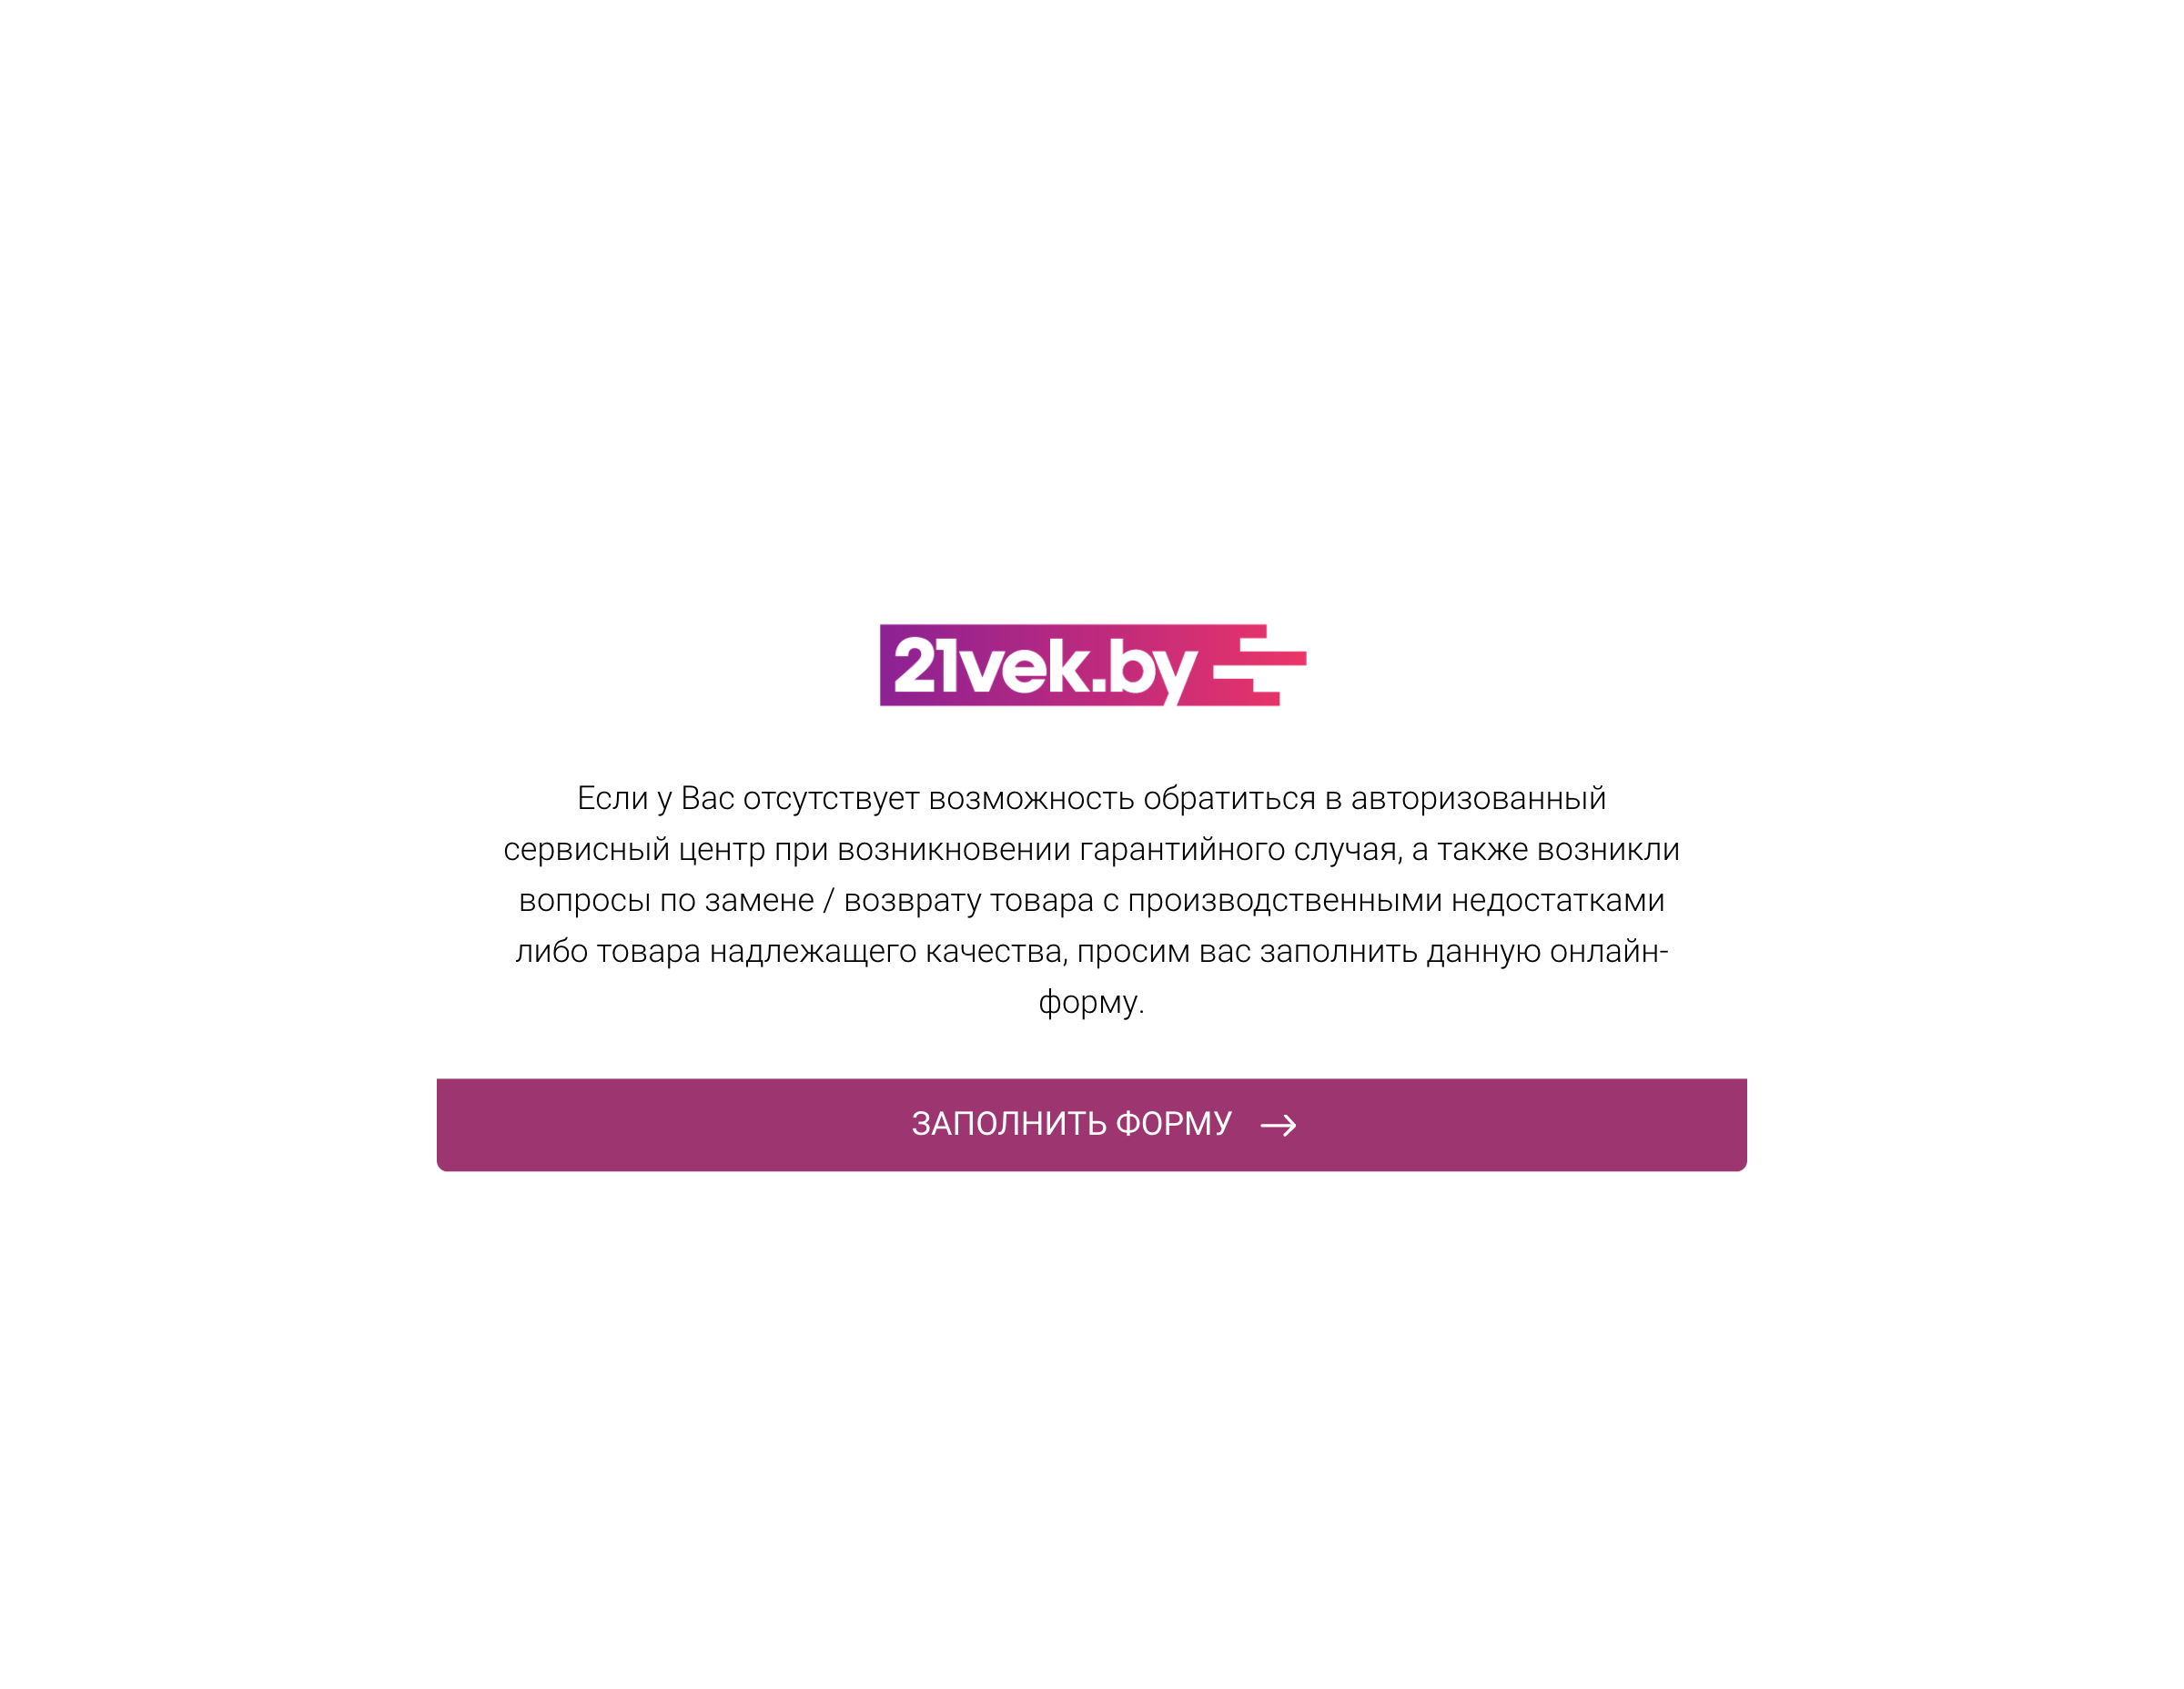 21vek.by
Если у Вас отсутствует возможность обратиться в авторизованный
сервисный центр при возникновении гарантийного случая, а также возникли
вопросы по замене / возврату товара с производственными недостатками
либо товара надлежащего качества, просим вас заполнить данную онлайн-
форму.
ЗАПОЛНИТЬ ФОРМУ